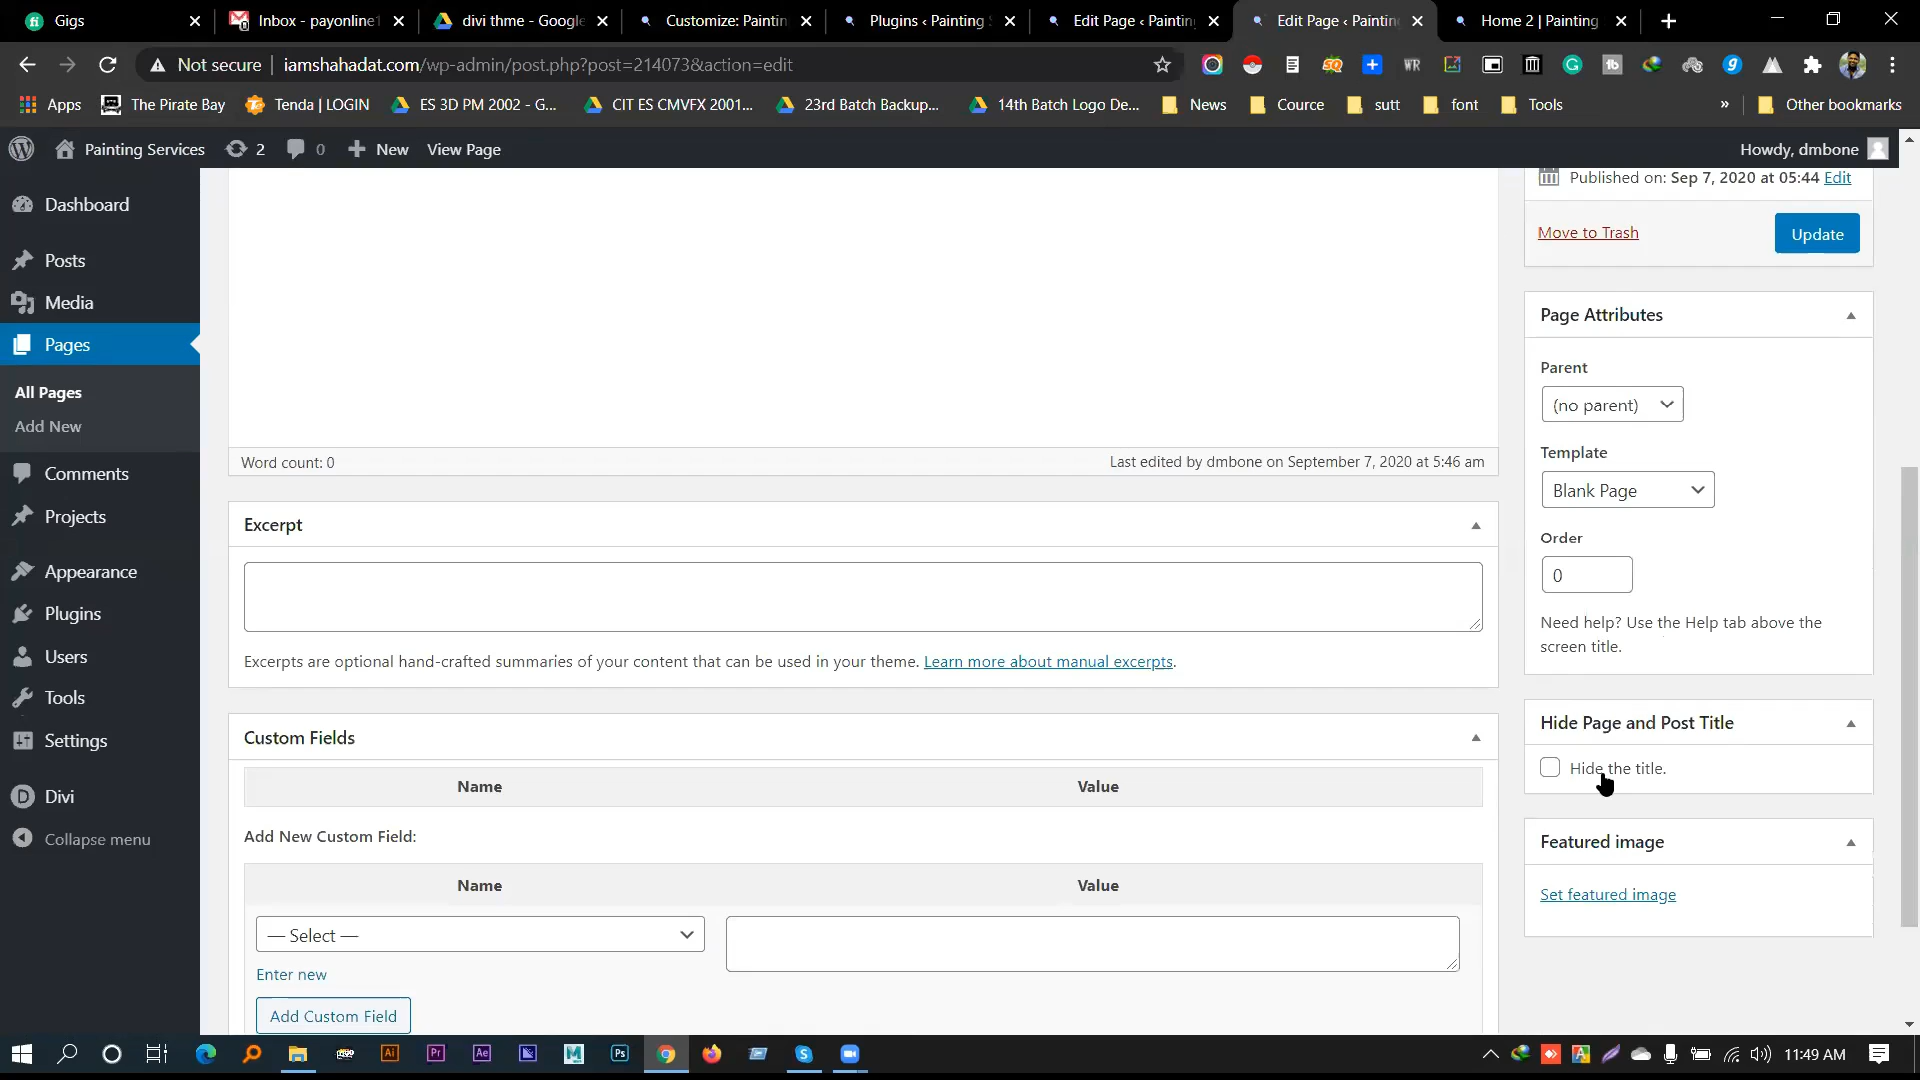 Gigs
Inbox - payonline1
divi thme - Google
Customize: Paintin
Plugins ‹ Painting S
Edit Page ‹ Painting
Edit Page ‹ Painting
Home 2 | Painting
Not secure
iamshahadat.com/wp-admin/post.php?post=214073&action=edit
Apps
The Pirate Bay
Tenda | LOGIN
ES 3D PM 2002 - G...
CIT ES CMVFX 2001...
23rd Batch Backup...
14th Batch Logo De...
News
Cource
sutt
font
Tools
»
Other bookmarks
Painting Services
2
0
New
View Page
Howdy, dmbone
Dashboard
Posts
Media
Pages
All Pages
Add New
Comments
Projects
Appearance
Plugins
Users
Tools
Settings
Divi
Collapse menu
Word count: 0
Last edited by dmbone on September 7, 2020 at 5:46 am
Excerpt
Excerpts are optional hand-crafted summaries of your content that can be used in your theme. Learn more about manual excerpts.
Custom Fields
Name
Value
Add New Custom Field:
Name
Value
— Select —
Enter new
Add Custom Field
Published on: Sep 7, 2020 at 05:44 Edit
Move to Trash
Update
Page Attributes
Parent
(no parent)
Template
Blank Page
Order
0
Need help? Use the Help tab above the
screen title.
Hide Page and Post Title
Hide the title.
Featured image
Set featured image
11:49 AM